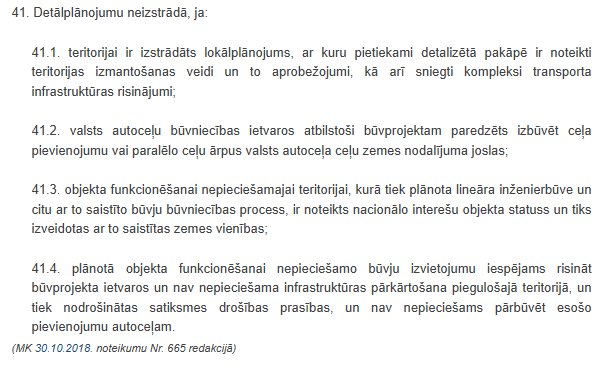 41. Detālplānojumu neizstrādā, ja:
41.1. teritorijai ir izstrādāts lokālplānojums, ar kuru pietiekami detalizētā pakāpē ir noteikti
teritorijas izmantošanas veidi un to aprobežojumi, kā arī sniegti kompleksi transporta
infrastruktūras risinājumi;
41.2. valsts autoceļu būvniecības ietvaros atbilstoši būvprojektam paredzēts izbūvēt ceļa
pievienojumu vai paralēlo ceļu ārpus valsts autoceļa ceļu zemes nodalījuma joslas;
41.3. objekta funkcionēšanai nepieciešamajai teritorijai, kurā tiek plānota lineāra inženierbūve un
citu ar to saistīto būvju būvniecības process, ir noteikts nacionālo interešu objekta statuss un tiks
izveidotas ar to saistītas zemes vienības;
41.4. plānotā objekta funkcionēšanai nepieciešamo būvju izvietojumu iespējams risināt
būvprojekta ietvaros un nav nepieciešama infrastruktūras pārkārtošana piegulošajā teritorijā, un
tiek nodrošinātas satiksmes drošības prasības, un nav nepieciešams pārbūvēt esošo
pievienojumu autoceļam.
(MK 30.10.2018. noteikumu Nr. 665 redakcijā)